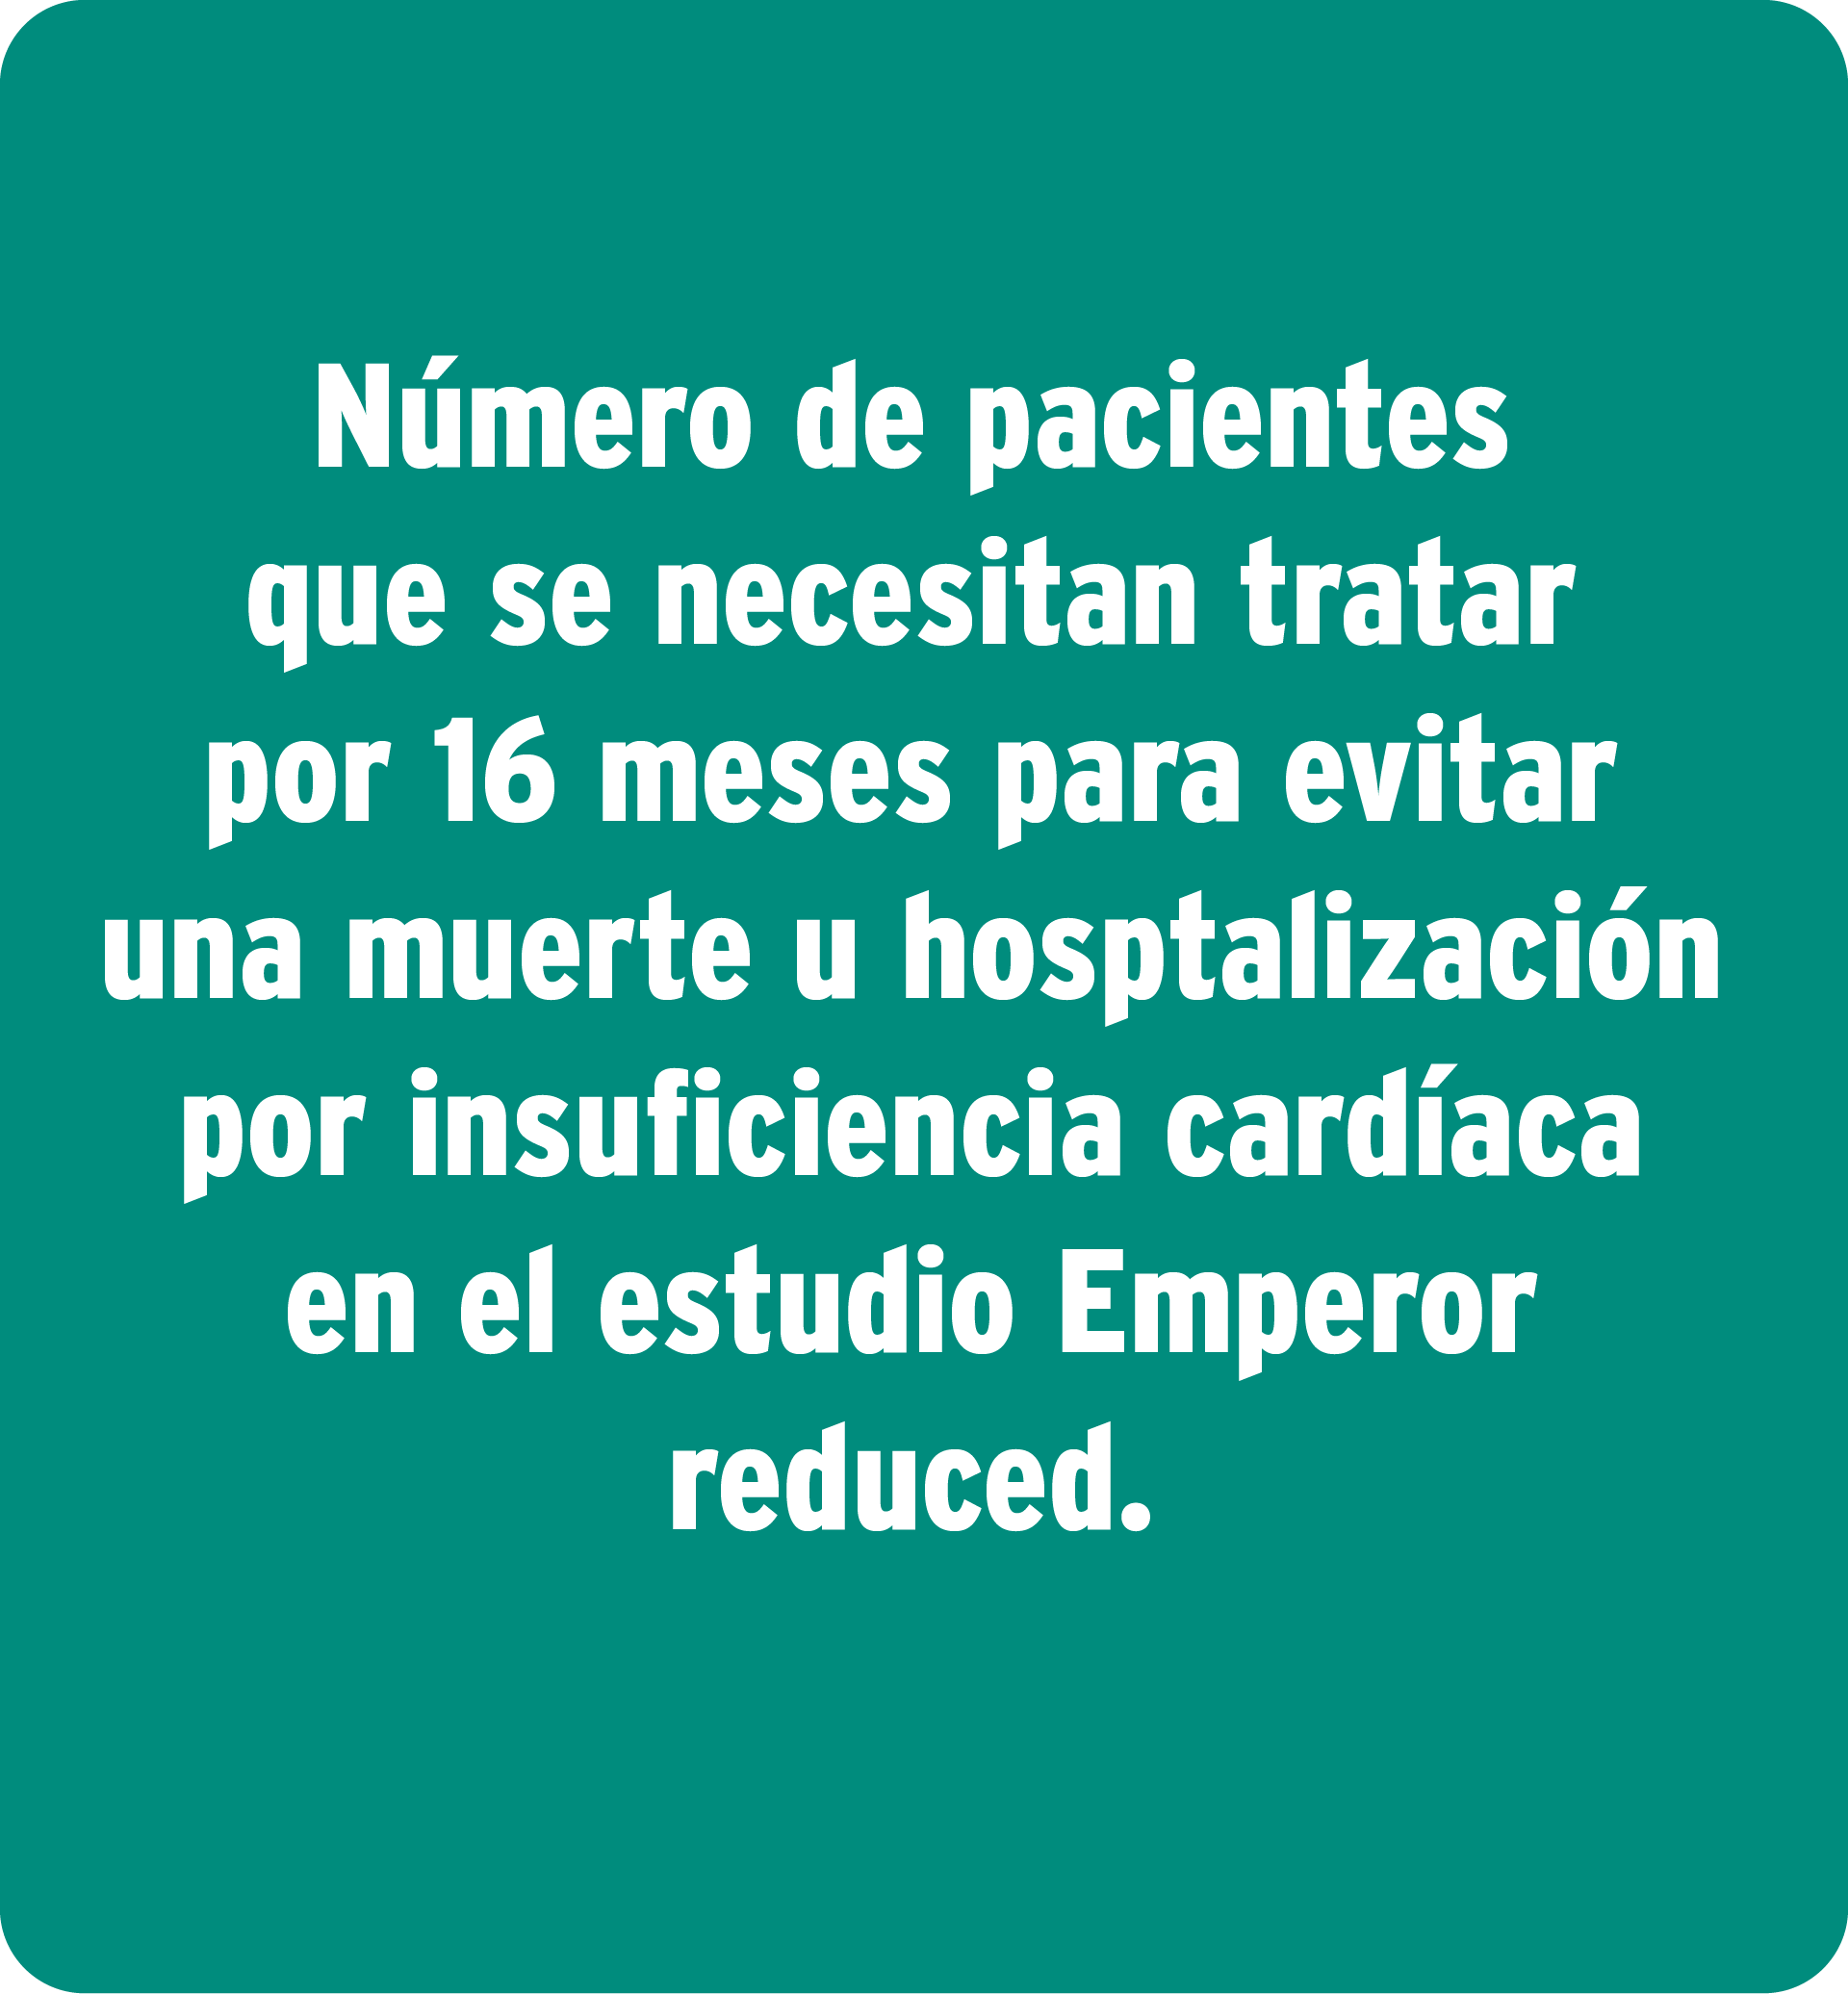 Número de pacientes
que se necesitan tratar
por 16 meses para evitar
una muerte u hosptalización
por insuficiencia cardíaca
en el estudio Emperor
reduced.